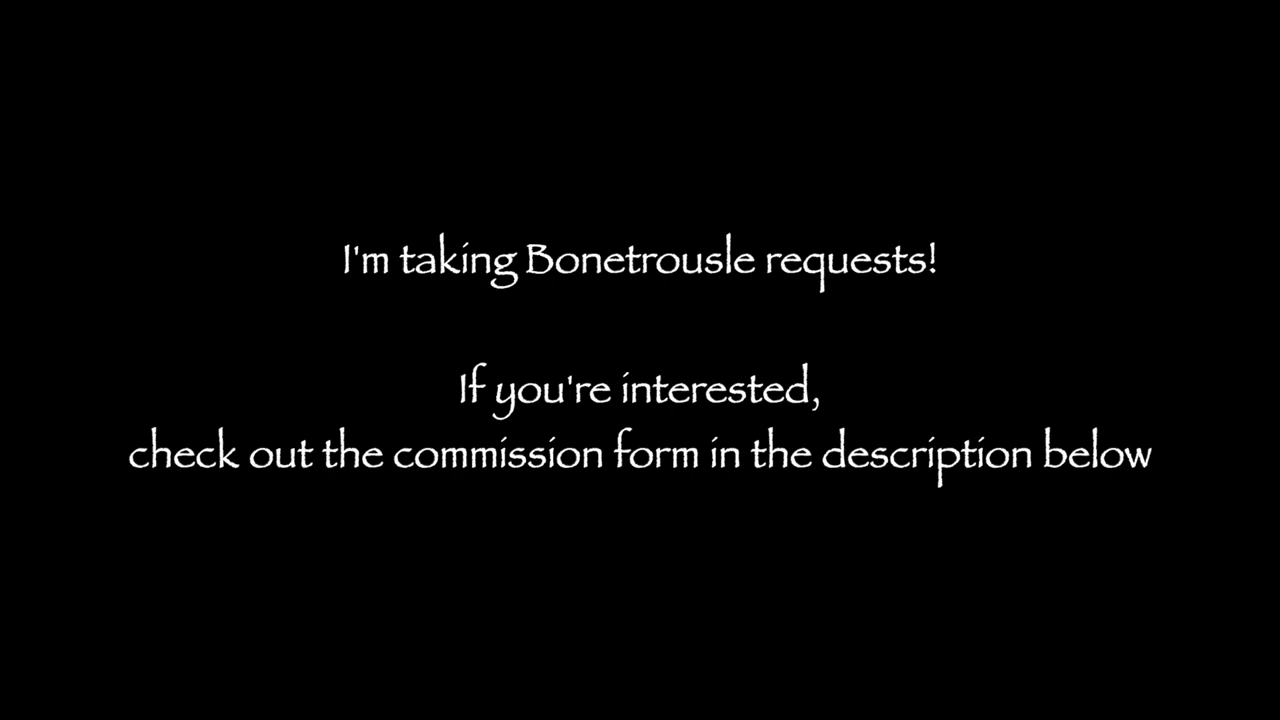 I'm taking Bonetrousle requests!
If you're interested,
check out the commission form in the description below